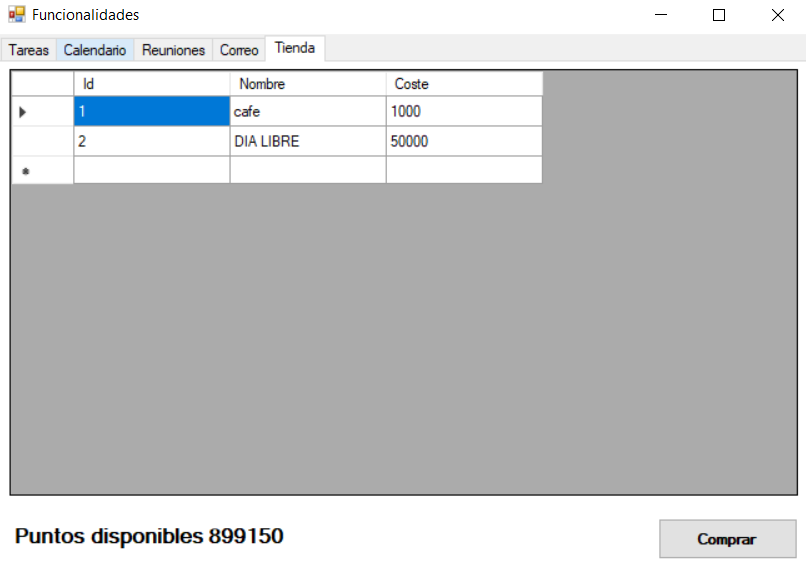 Funcionalidades
Tareas Calendario Reuniones Correo Tienda
Id Nombre Coste
1 cafe 1000
2 DIA LIBRE 50000
Puntos disponibles 899150
Comprar